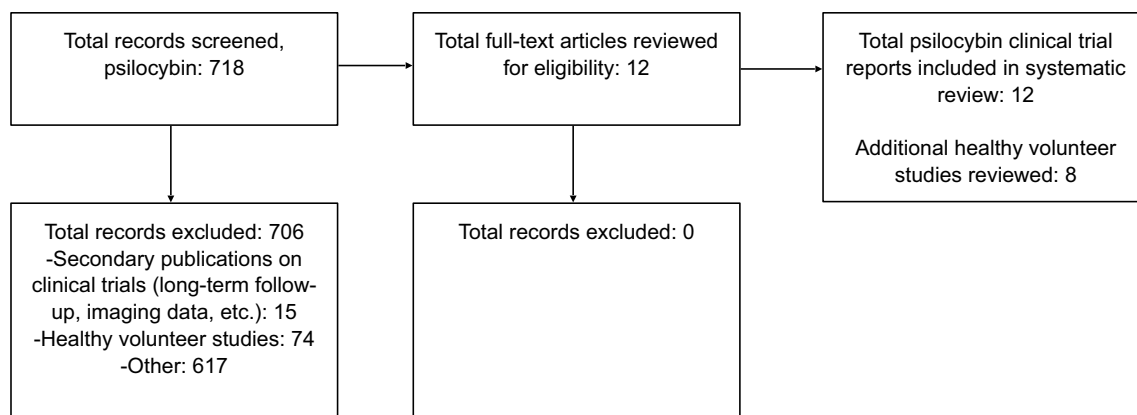 Total records screened,
psilocybin: 718
Total full-text articles reviewed
for eligibility: 12
Total psilocybin clinical trial
reports included in systematic
review: 12
Additional healthy volunteer
studies reviewed: 8
Total records excluded: 706
-Secondary publications on
clinical trials (long-term follow-
up, imaging data, etc.): 15
-Healthy volunteer studies: 74
-Other: 617
Total records excluded: 0